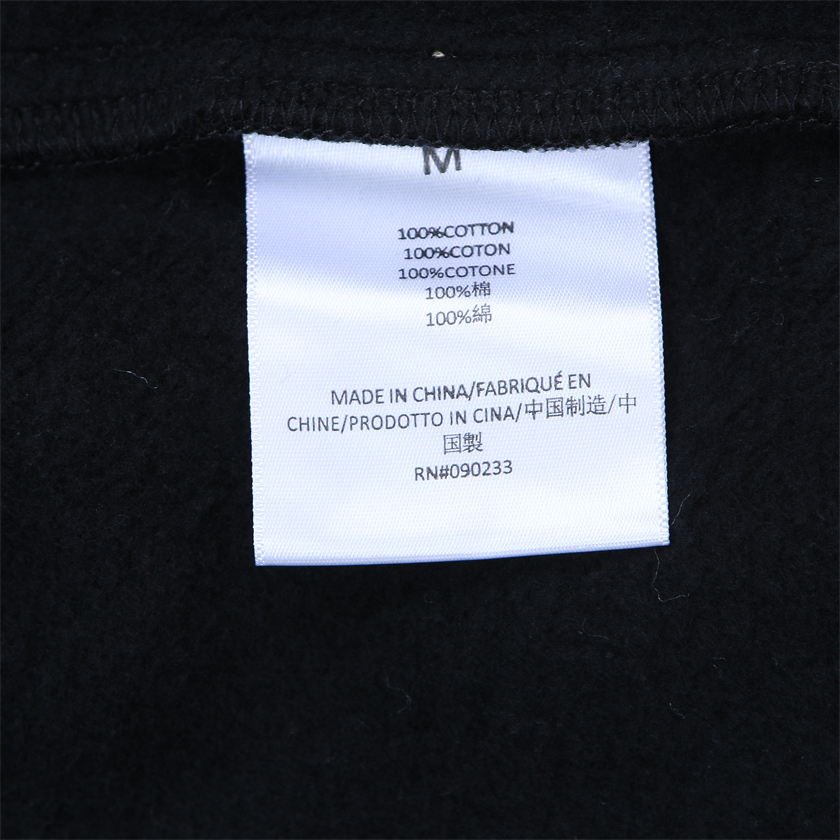 M
100%COTTON
100%COTON
100%COTONE
100%棉
100%綿
MADE IN CHINA/FABRIQUÉ EN
CHINE/PRODOTTO IN CINA/中国制造/中
国製
RN#090233